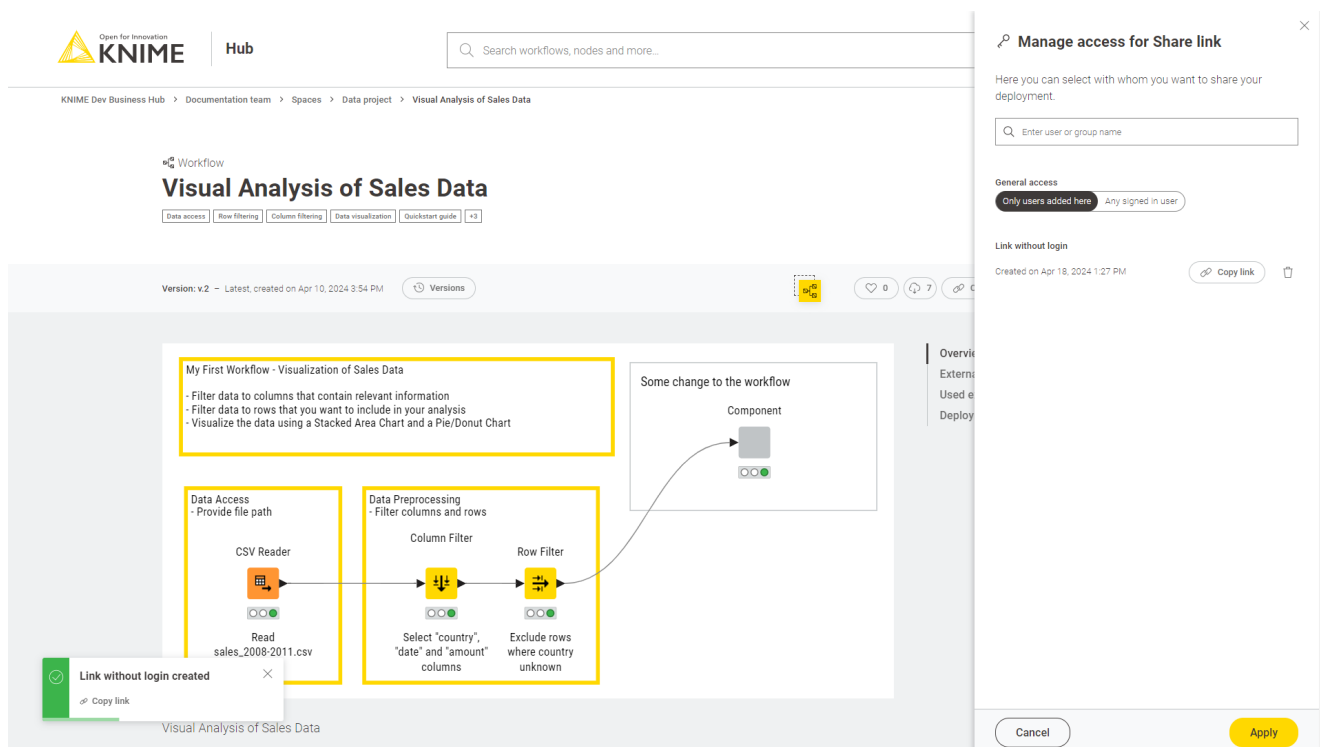 Open for Innovation
KNIME
Hub
Search workflows, nodes and more...
KNIME Dev Business Hub > Documentation team > Spaces > Data project > Visual Analysis of Sales Data
Workflow
Visual Analysis of Sales Data
Data access Row filtering Column filtering Data visualization Quickstart guide +3
Version: v.2 – Latest, created on Apr 10, 2024 3:54 PM Versions
0 7
My First Workflow - Visualization of Sales Data
- Filter data to columns that contain relevant information
- Filter data to rows that you want to include in your analysis
- Visualize the data using a Stacked Area Chart and a Pie/Donut Chart
Some change to the workflow
Component
Data Access
- Provide file path
CSV Reader
Read
sales_2008-2011.csv
Data Preprocessing
- Filter columns and rows
Column Filter
Select "country",
"date" and "amount"
columns
Row Filter
Exclude rows
where country
unknown
Overvie
Externa
Used e
Deploy
Link without login created
Copy link
Visual Analysis of Sales Data
Manage access for Share link
Here you can select with whom you want to share your
deployment.
Enter user or group name
General access
Only users added here Any signed in user
Link without login
Created on Apr 18, 2024 1:27 PM Copy link
Cancel Apply